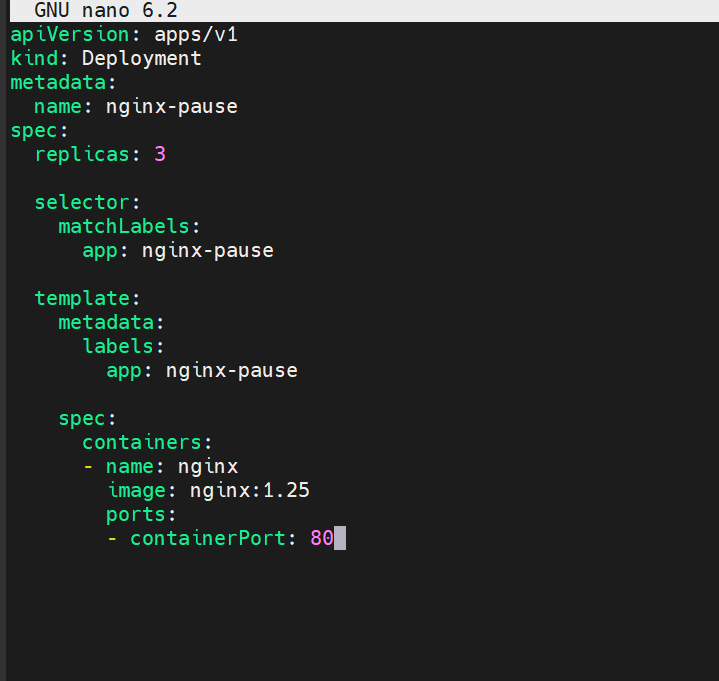 GNU nano 6.2
apiVersion: apps/v1
kind: Deployment
metadata:
  name: nginx-pause
spec:
  replicas: 3

  selector:
    matchLabels:
      app: nginx-pause

  template:
    metadata:
      labels:
        app: nginx-pause

    spec:
      containers:
      - name: nginx
        image: nginx:1.25
        ports:
        - containerPort: 80